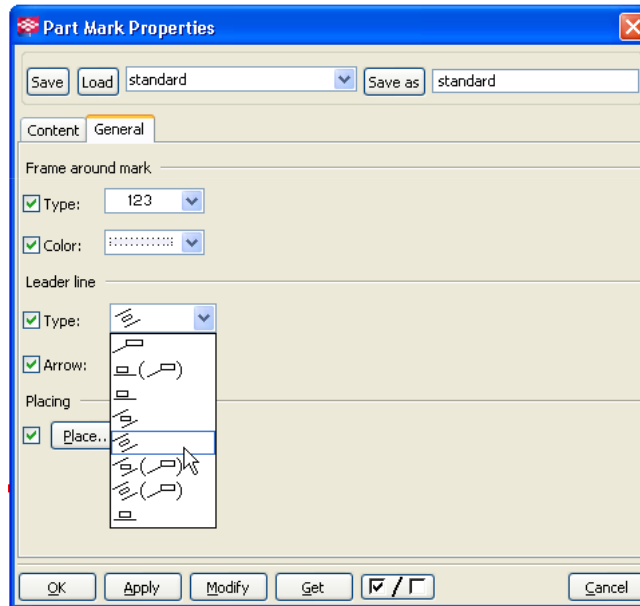 Part Mark Properties
Save Load standard Save as standard
Content General
Frame around mark
Type: 123
Color:
Leader line
Type:
( )
Arrow:
Placing
Place..
( )
( )
OK Apply Modify Get / Cancel